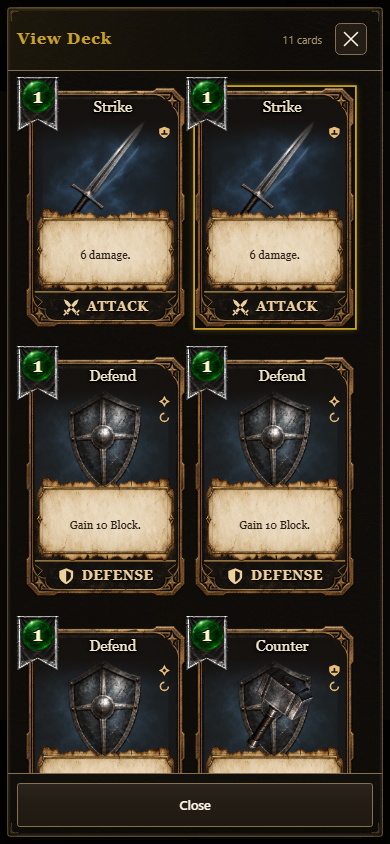 View Deck
11 cards
1
Strike
6 damage.
ATTACK
1
Strike
6 damage.
ATTACK
1
Defend
Gain 10 Block.
DEFENSE
1
Defend
Gain 10 Block.
DEFENSE
1
Defend
1
Counter
Close